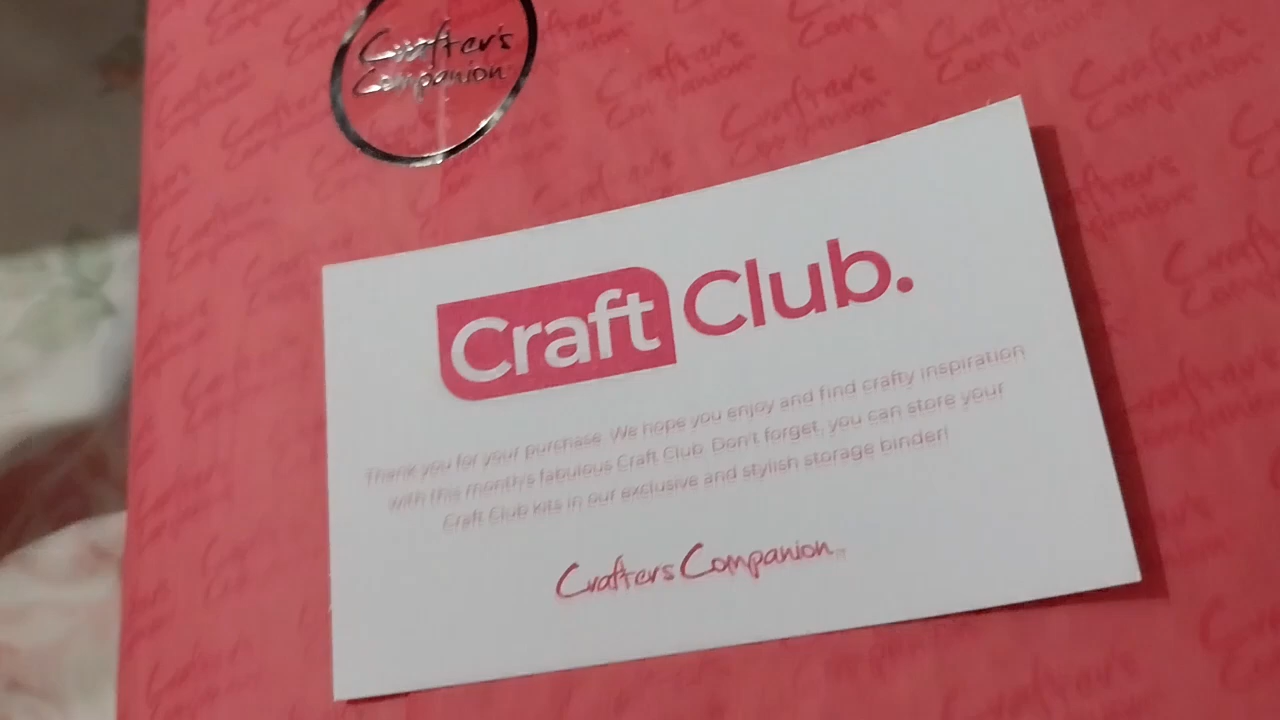 Crafter's
Companion
Craft Club.
Thank you for your purchase. We hope you enjoy and find crafty inspiration
with this month's fabulous Craft Club. Don't forget, you can store your
Craft Club kits in our exclusive and stylish storage binder!
Crafters Companion™